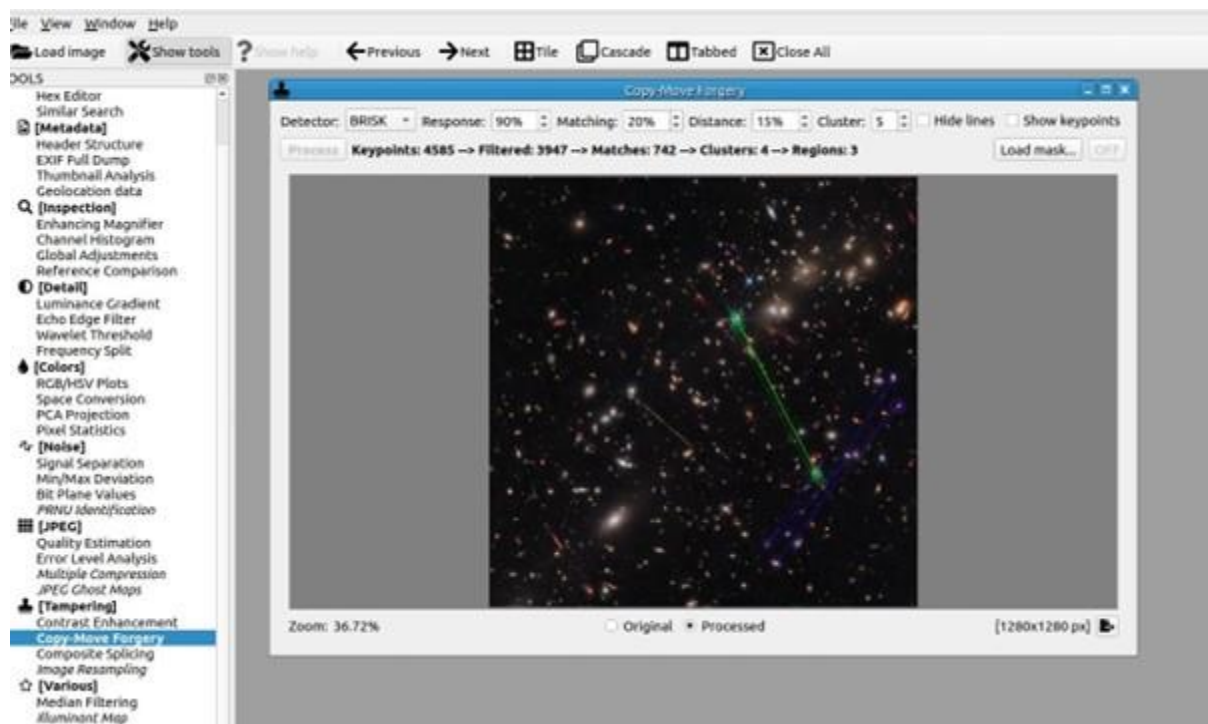 ile View Window Help
Load image Show tools ? Show help Previous Next Tile Cascade Tabbed Close All
OOLS
Hex Editor
Similar Search
[Metadata]
Header Structure
EXIF Full Dump
Thumbnail Analysis
Geolocation data
[Inspection]
Enhancing Magnifier
Channel Histogram
Global Adjustments
Reference Comparison
[Detail]
Luminance Gradient
Echo Edge Filter
Wavelet Threshold
Frequency Split
[Colors]
RGB/HSV Plots
Space Conversion
PCA Projection
Pixel Statistics
[Noise]
Signal Separation
Min/Max Deviation
Bit Plane Values
PRNU Identification
[JPEG]
Quality Estimation
Error Level Analysis
Multiple Compression
JPEG Ghost Maps
[Tampering]
Contrast Enhancement
Copy-Move Forgery
Composite Splicing
Image Resampling
[Various]
Median Filtering
Illuminant Map
Copy-Move Forgery
Detector: BRISK Response: 90% Matching: 20% Distance: 15% Cluster: 5 Hide lines Show keypoints
Process Keypoints: 4585 --> Filtered: 3947 --> Matches: 742 --> Clusters: 4 --> Regions: 3 Load mask... OFF
Zoom: 36.72% Original Processed [1280x1280 px]